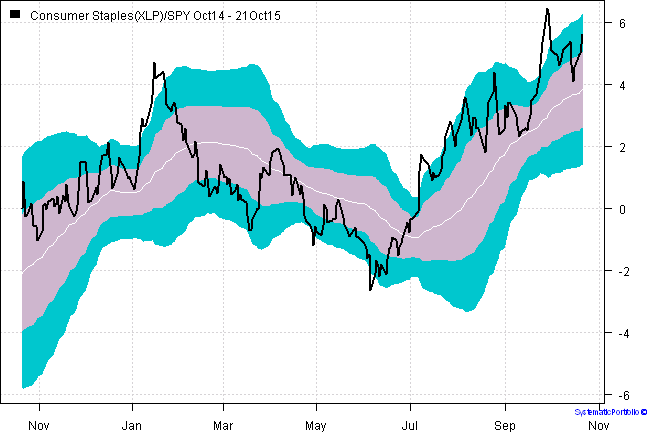 Consumer Staples(XLP)/SPY Oct14 - 21Oct15
6
4
2
0
-2
-4
-6
SystematicPortfolio ©
Nov Jan Mar May Jul Sep Nov